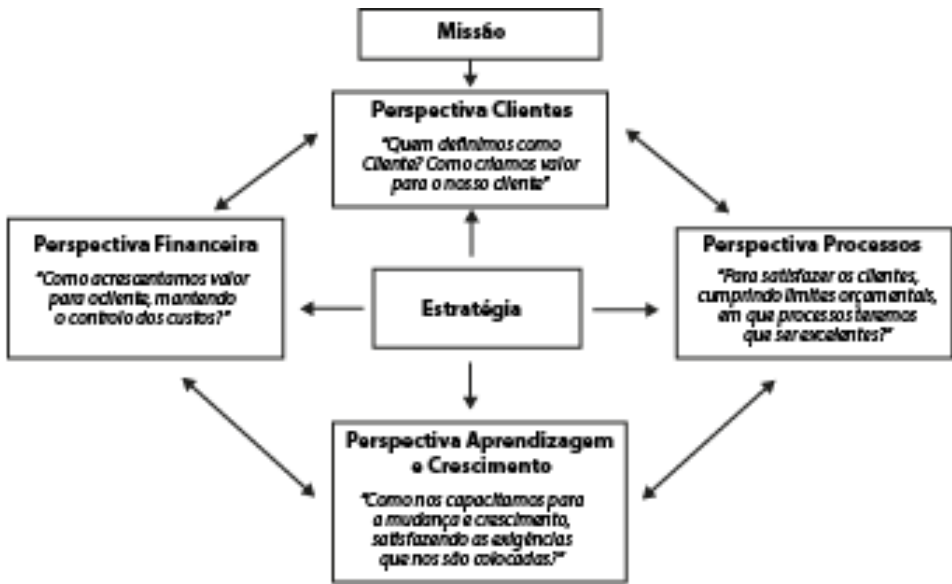 Missão
Perspectiva Clientes
"Quem definimos como
Cliente? Como criamos valor
para o nosso cliente"
Perspectiva Financeira
"Como acrescentamos valor
para ocliente, mantendo
o controlo dos custos?"
Estratégia
Perspectiva Processos
"Para satisfazer os clientes,
cumprindo limites orçamentais,
em que processos teremos
que ser excelentes?"
Perspectiva Aprendizagem
e Crescimento
"Como nos capacitamos para
a mudança e crescimento,
satisfazendo as exigências
que nos são colocadas?"